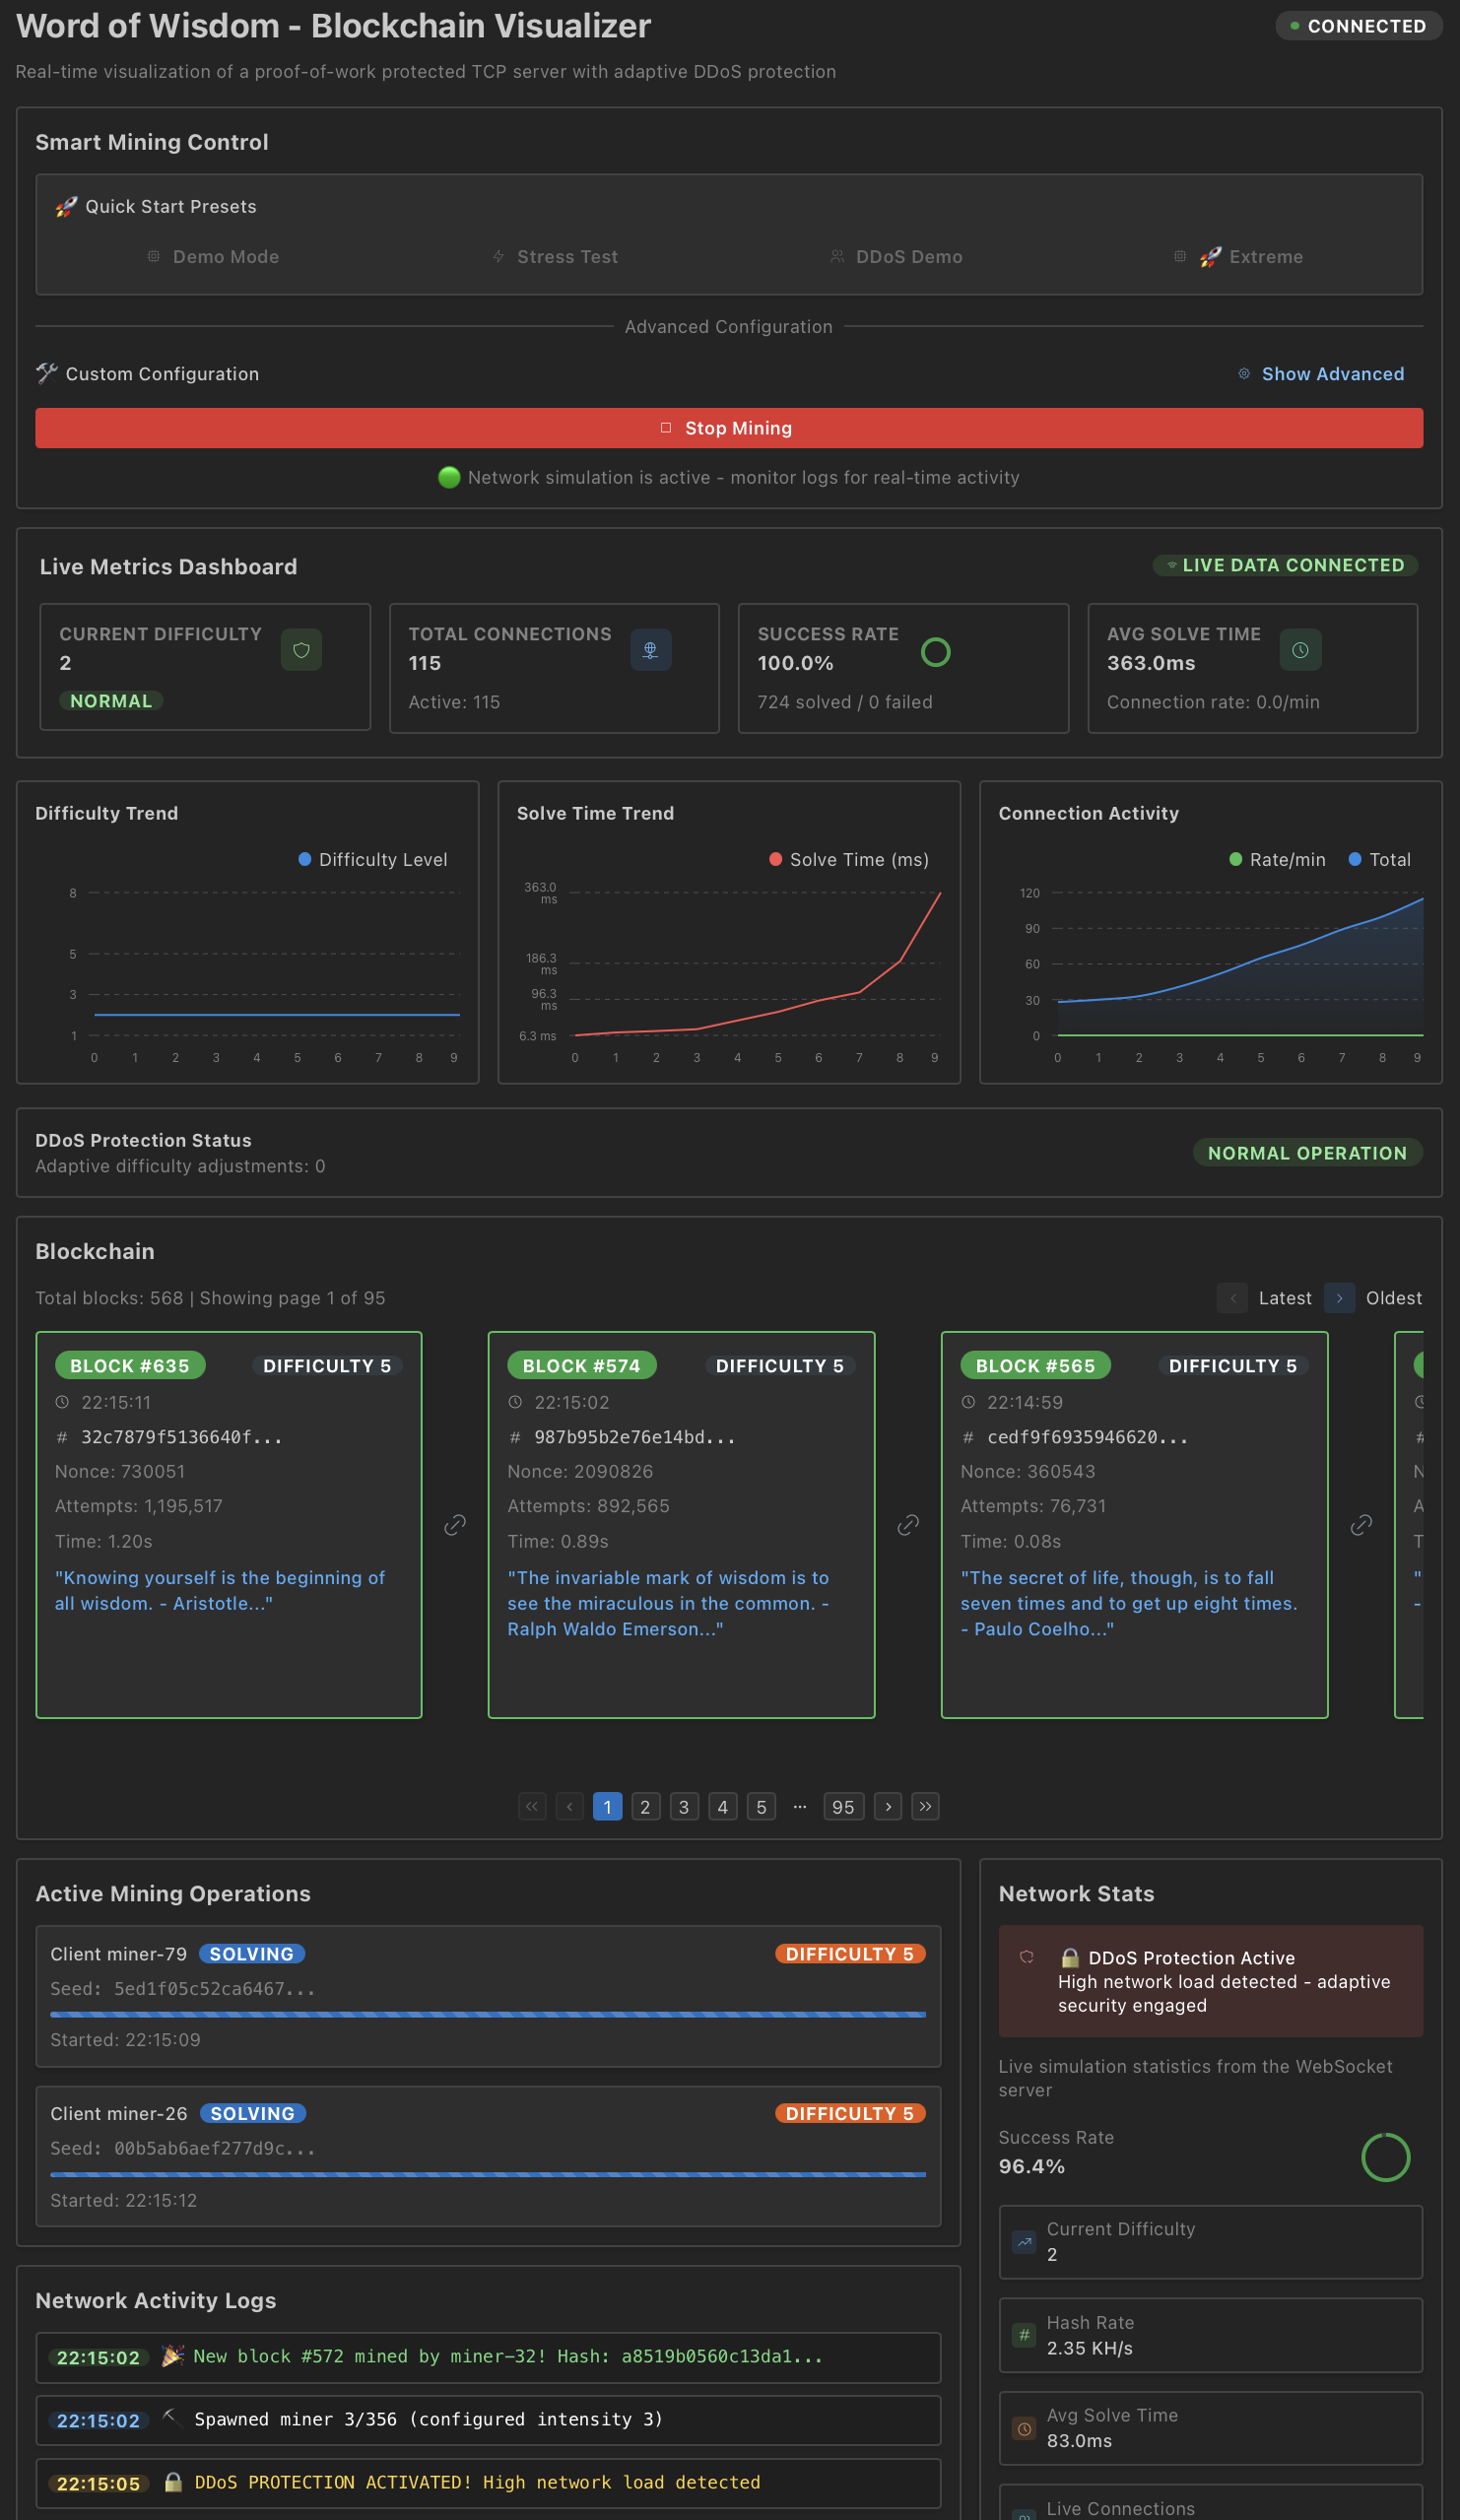 Word of Wisdom - Blockchain Visualizer
CONNECTED
Real-time visualization of a proof-of-work protected TCP server with adaptive DDoS protection
Smart Mining Control
🚀 Quick Start Presets
Demo Mode
Stress Test
DDoS Demo
🚀 Extreme
Advanced Configuration
🛠 Custom Configuration
Show Advanced
Stop Mining
🟢 Network simulation is active - monitor logs for real-time activity
Live Metrics Dashboard
LIVE DATA CONNECTED
CURRENT DIFFICULTY
2
NORMAL
TOTAL CONNECTIONS
115
Active: 115
SUCCESS RATE
100.0%
724 solved / 0 failed
AVG SOLVE TIME
363.0ms
Connection rate: 0.0/min
Difficulty Trend
Difficulty Level
8
5
3
1
0 1 2 3 4 5 6 7 8 9
Solve Time Trend
Solve Time (ms)
363.0
ms
186.3
ms
96.3
ms
6.3 ms
0 1 2 3 4 5 6 7 8 9
Connection Activity
Rate/min
Total
120
90
60
30
0
0 1 2 3 4 5 6 7 8 9
DDoS Protection Status
Adaptive difficulty adjustments: 0
NORMAL OPERATION
Blockchain
Total blocks: 568 | Showing page 1 of 95
Latest
Oldest
BLOCK #635
DIFFICULTY 5
22:15:11
# 32c7879f5136640f...
Nonce: 730051
Attempts: 1,195,517
Time: 1.20s
"Knowing yourself is the beginning of
all wisdom. - Aristotle..."
BLOCK #574
DIFFICULTY 5
22:15:02
# 987b95b2e76e14bd...
Nonce: 2090826
Attempts: 892,565
Time: 0.89s
"The invariable mark of wisdom is to
see the miraculous in the common. -
Ralph Waldo Emerson..."
BLOCK #565
DIFFICULTY 5
22:14:59
# cedf9f6935946620...
Nonce: 360543
Attempts: 76,731
Time: 0.08s
"The secret of life, though, is to fall
seven times and to get up eight times.
- Paulo Coelho..."
1 2 3 4 5 ··· 95
Active Mining Operations
Client miner-79 SOLVING
DIFFICULTY 5
Seed: 5ed1f05c52ca6467...
Started: 22:15:09
Client miner-26 SOLVING
DIFFICULTY 5
Seed: 00b5ab6aef277d9c...
Started: 22:15:12
Network Activity Logs
22:15:02 🎉 New block #572 mined by miner-32! Hash: a8519b0560c13da1...
22:15:02 ⛏ Spawned miner 3/356 (configured intensity 3)
22:15:05 🔒 DDoS PROTECTION ACTIVATED! High network load detected
Network Stats
🔒 DDoS Protection Active
High network load detected - adaptive
security engaged
Live simulation statistics from the WebSocket
server
Success Rate
96.4%
Current Difficulty
2
# Hash Rate
2.35 KH/s
Avg Solve Time
83.0ms
Live Connections